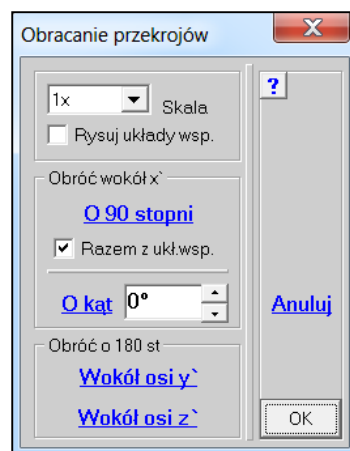 Obracanie przekrojów
X
1x
Skala
?
Rysuj układy wsp.
Obróć wokół x`
O 90 stopni
Razem z ukł.wsp.
O kąt 0°
Anuluj
Obróć o 180 st
Wokół osi y`
Wokół osi z`
OK